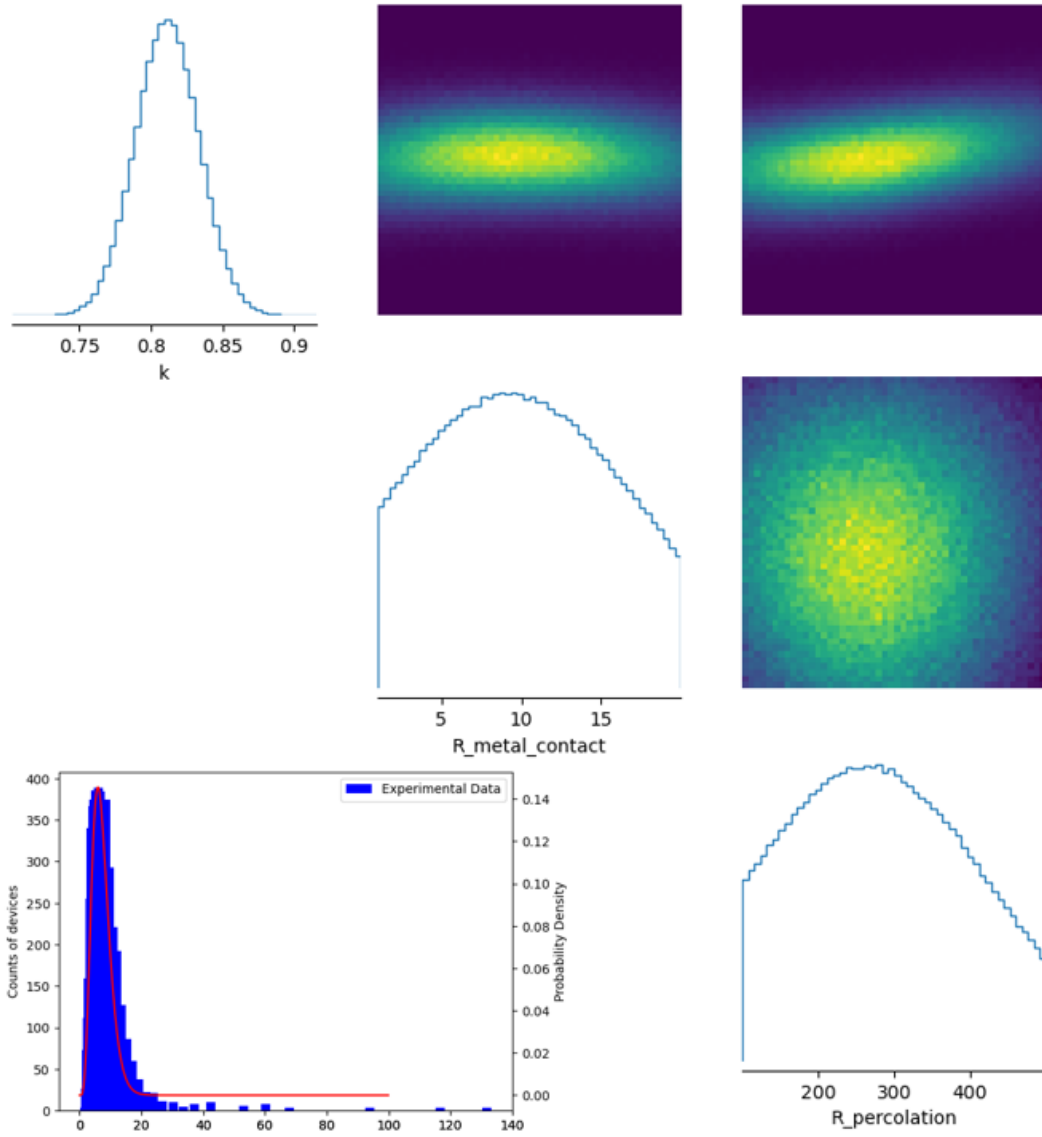 0.75 0.8 0.85 0.9
k
5 10 15
R_metal_contact
400
350
300
250
200
150
100
50
0
Counts of devices
0 20 40 60 80 100 120 140
Experimental Data
0.14
0.12
0.10
0.08
0.06
0.04
0.02
0.00
Probability Density
200 300 400
R_percolation